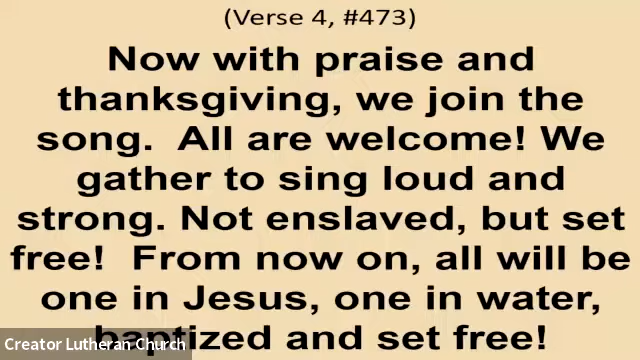 (Verse 4, #473)
Now with praise and
thanksgiving, we join the
song.  All are welcome! We
gather to sing loud and
strong. Not enslaved, but set
free!  From now on, all will be
one in Jesus, one in water,
baptized and set free!
Creator Lutheran Church